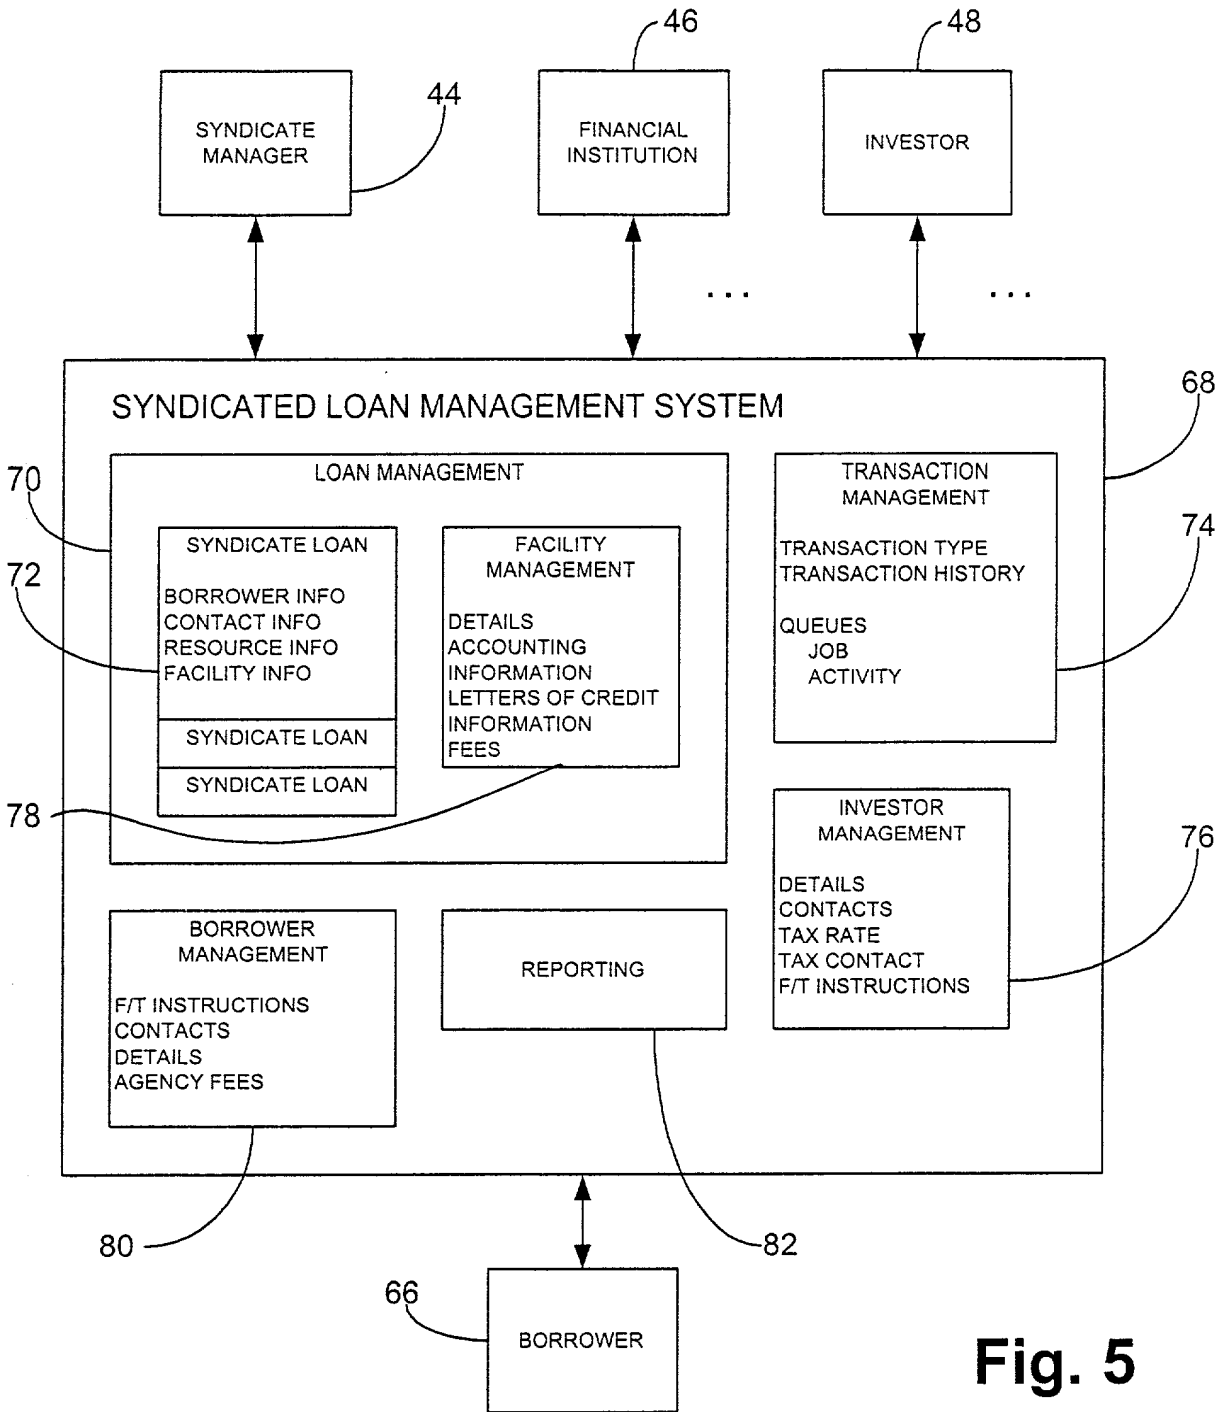 46
48
44
SYNDICATE
MANAGER
FINANCIAL
INSTITUTION
INVESTOR
...
...
68
SYNDICATED LOAN MANAGEMENT SYSTEM
70
LOAN MANAGEMENT
72
SYNDICATE LOAN
BORROWER INFO
CONTACT INFO
RESOURCE INFO
FACILITY INFO
SYNDICATE LOAN
SYNDICATE LOAN
FACILITY
MANAGEMENT
DETAILS
ACCOUNTING
INFORMATION
LETTERS OF CREDIT
INFORMATION
FEES
78
TRANSACTION
MANAGEMENT
74
TRANSACTION TYPE
TRANSACTION HISTORY
QUEUES
JOB
ACTIVITY
INVESTOR
MANAGEMENT
76
DETAILS
CONTACTS
TAX RATE
TAX CONTACT
F/T INSTRUCTIONS
BORROWER
MANAGEMENT
F/T INSTRUCTIONS
CONTACTS
DETAILS
AGENCY FEES
REPORTING
80
82
66
BORROWER
Fig. 5